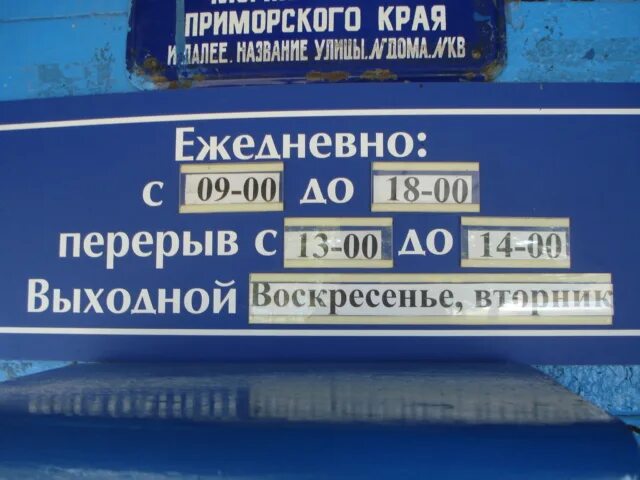 ПРИМОРСКОГО КРАЯ
И ДАЛЕЕ. НАЗВАНИЕ УЛИЦЫ.№ДОМА.№КВ
Ежедневно:
с 09-00 до 18-00
перерыв с 13-00 до 14-00
Выходной Воскресенье, вторник